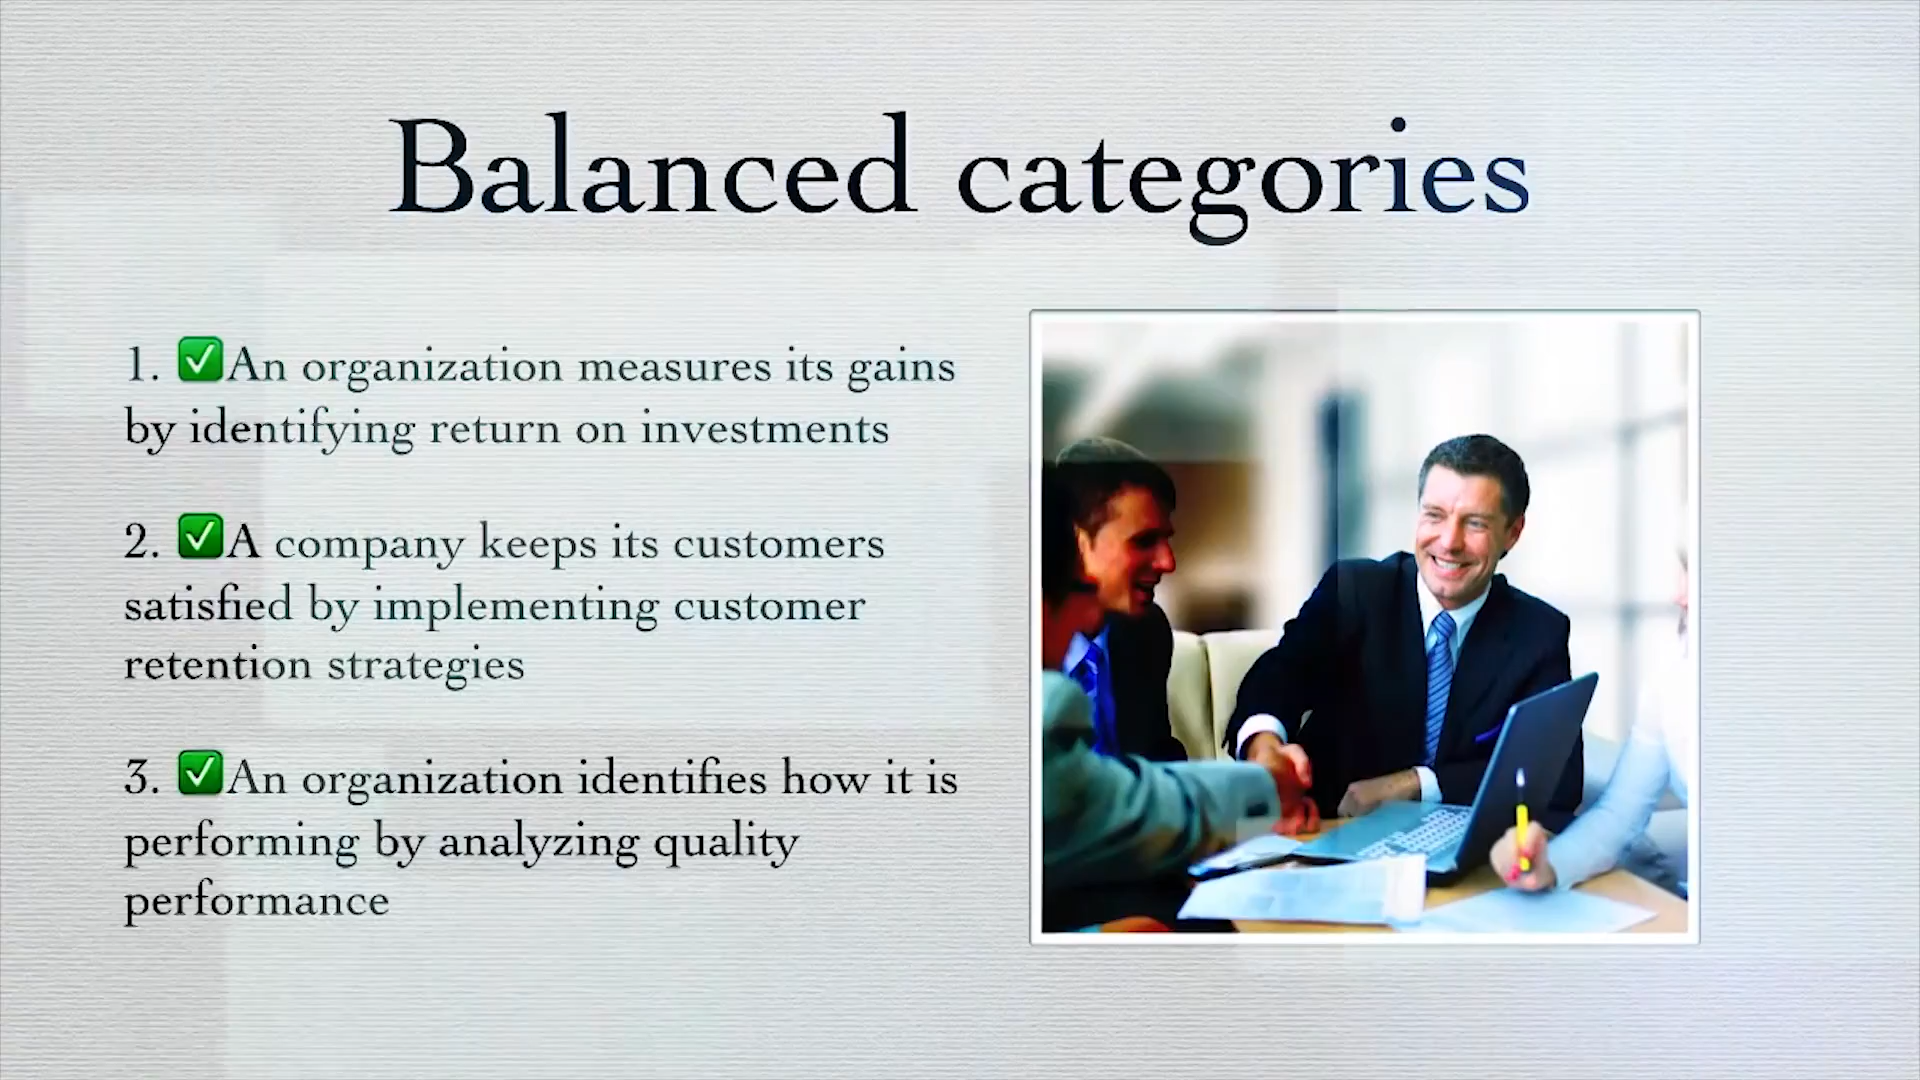 Balanced categories
1. ✅An organization measures its gains
by identifying return on investments
2. ✅A company keeps its customers
satisfied by implementing customer
retention strategies
3. ✅An organization identifies how it is
performing by analyzing quality
performance